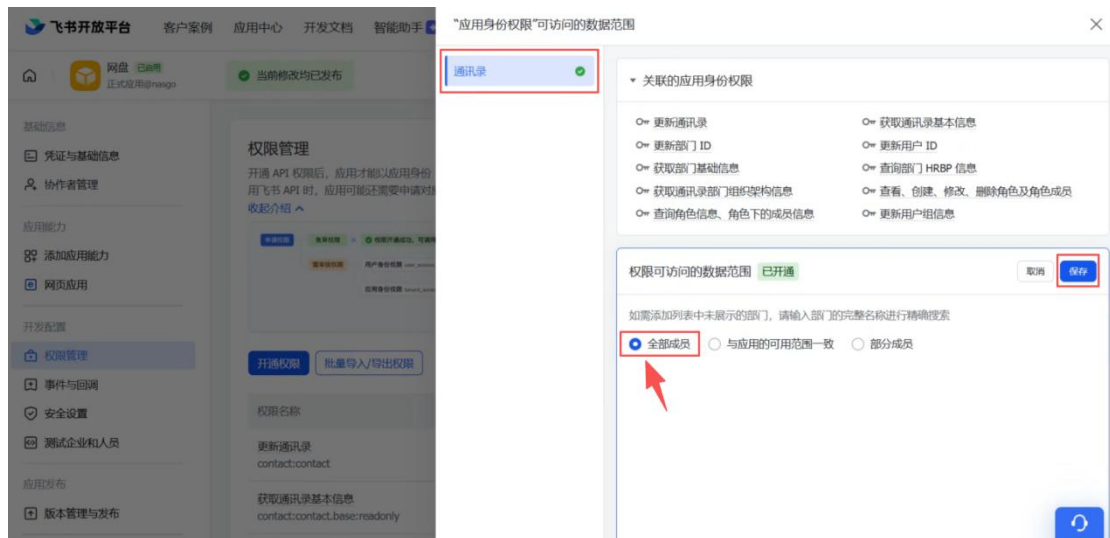 飞书开放平台 客户案例 应用中心 开发文档 智能助手
网盘 已启用
正式应用@nasgo
当前修改均已发布
基础信息
凭证与基础信息
协作者管理
应用能力
添加应用能力
网页应用
开发配置
权限管理
事件与回调
安全设置
测试企业和人员
应用发布
版本管理与发布
权限管理
开通 API 权限后，应用才能以应用身份
用飞书 API 时，应用可能还需要申请对
收起介绍
开通权限 批量导入/导出权限
权限名称
更新通讯录
contact:contact
获取通讯录基本信息
contact:contact.base:readonly
“应用身份权限”可访问的数据范围
通讯录
关联的应用身份权限
更新通讯录 获取通讯录基本信息
更新部门 ID 更新用户 ID
获取部门基础信息 查询部门 HRBP 信息
获取通讯录部门组织架构信息 查看、创建、修改、删除角色及角色成员
查询角色信息、角色下的成员信息 更新用户组信息
权限可访问的数据范围 已开通 取消 保存
如需添加列表中未展示的部门，请输入部门的完整名称进行精确搜索
全部成员 与应用的可用范围一致 部分成员